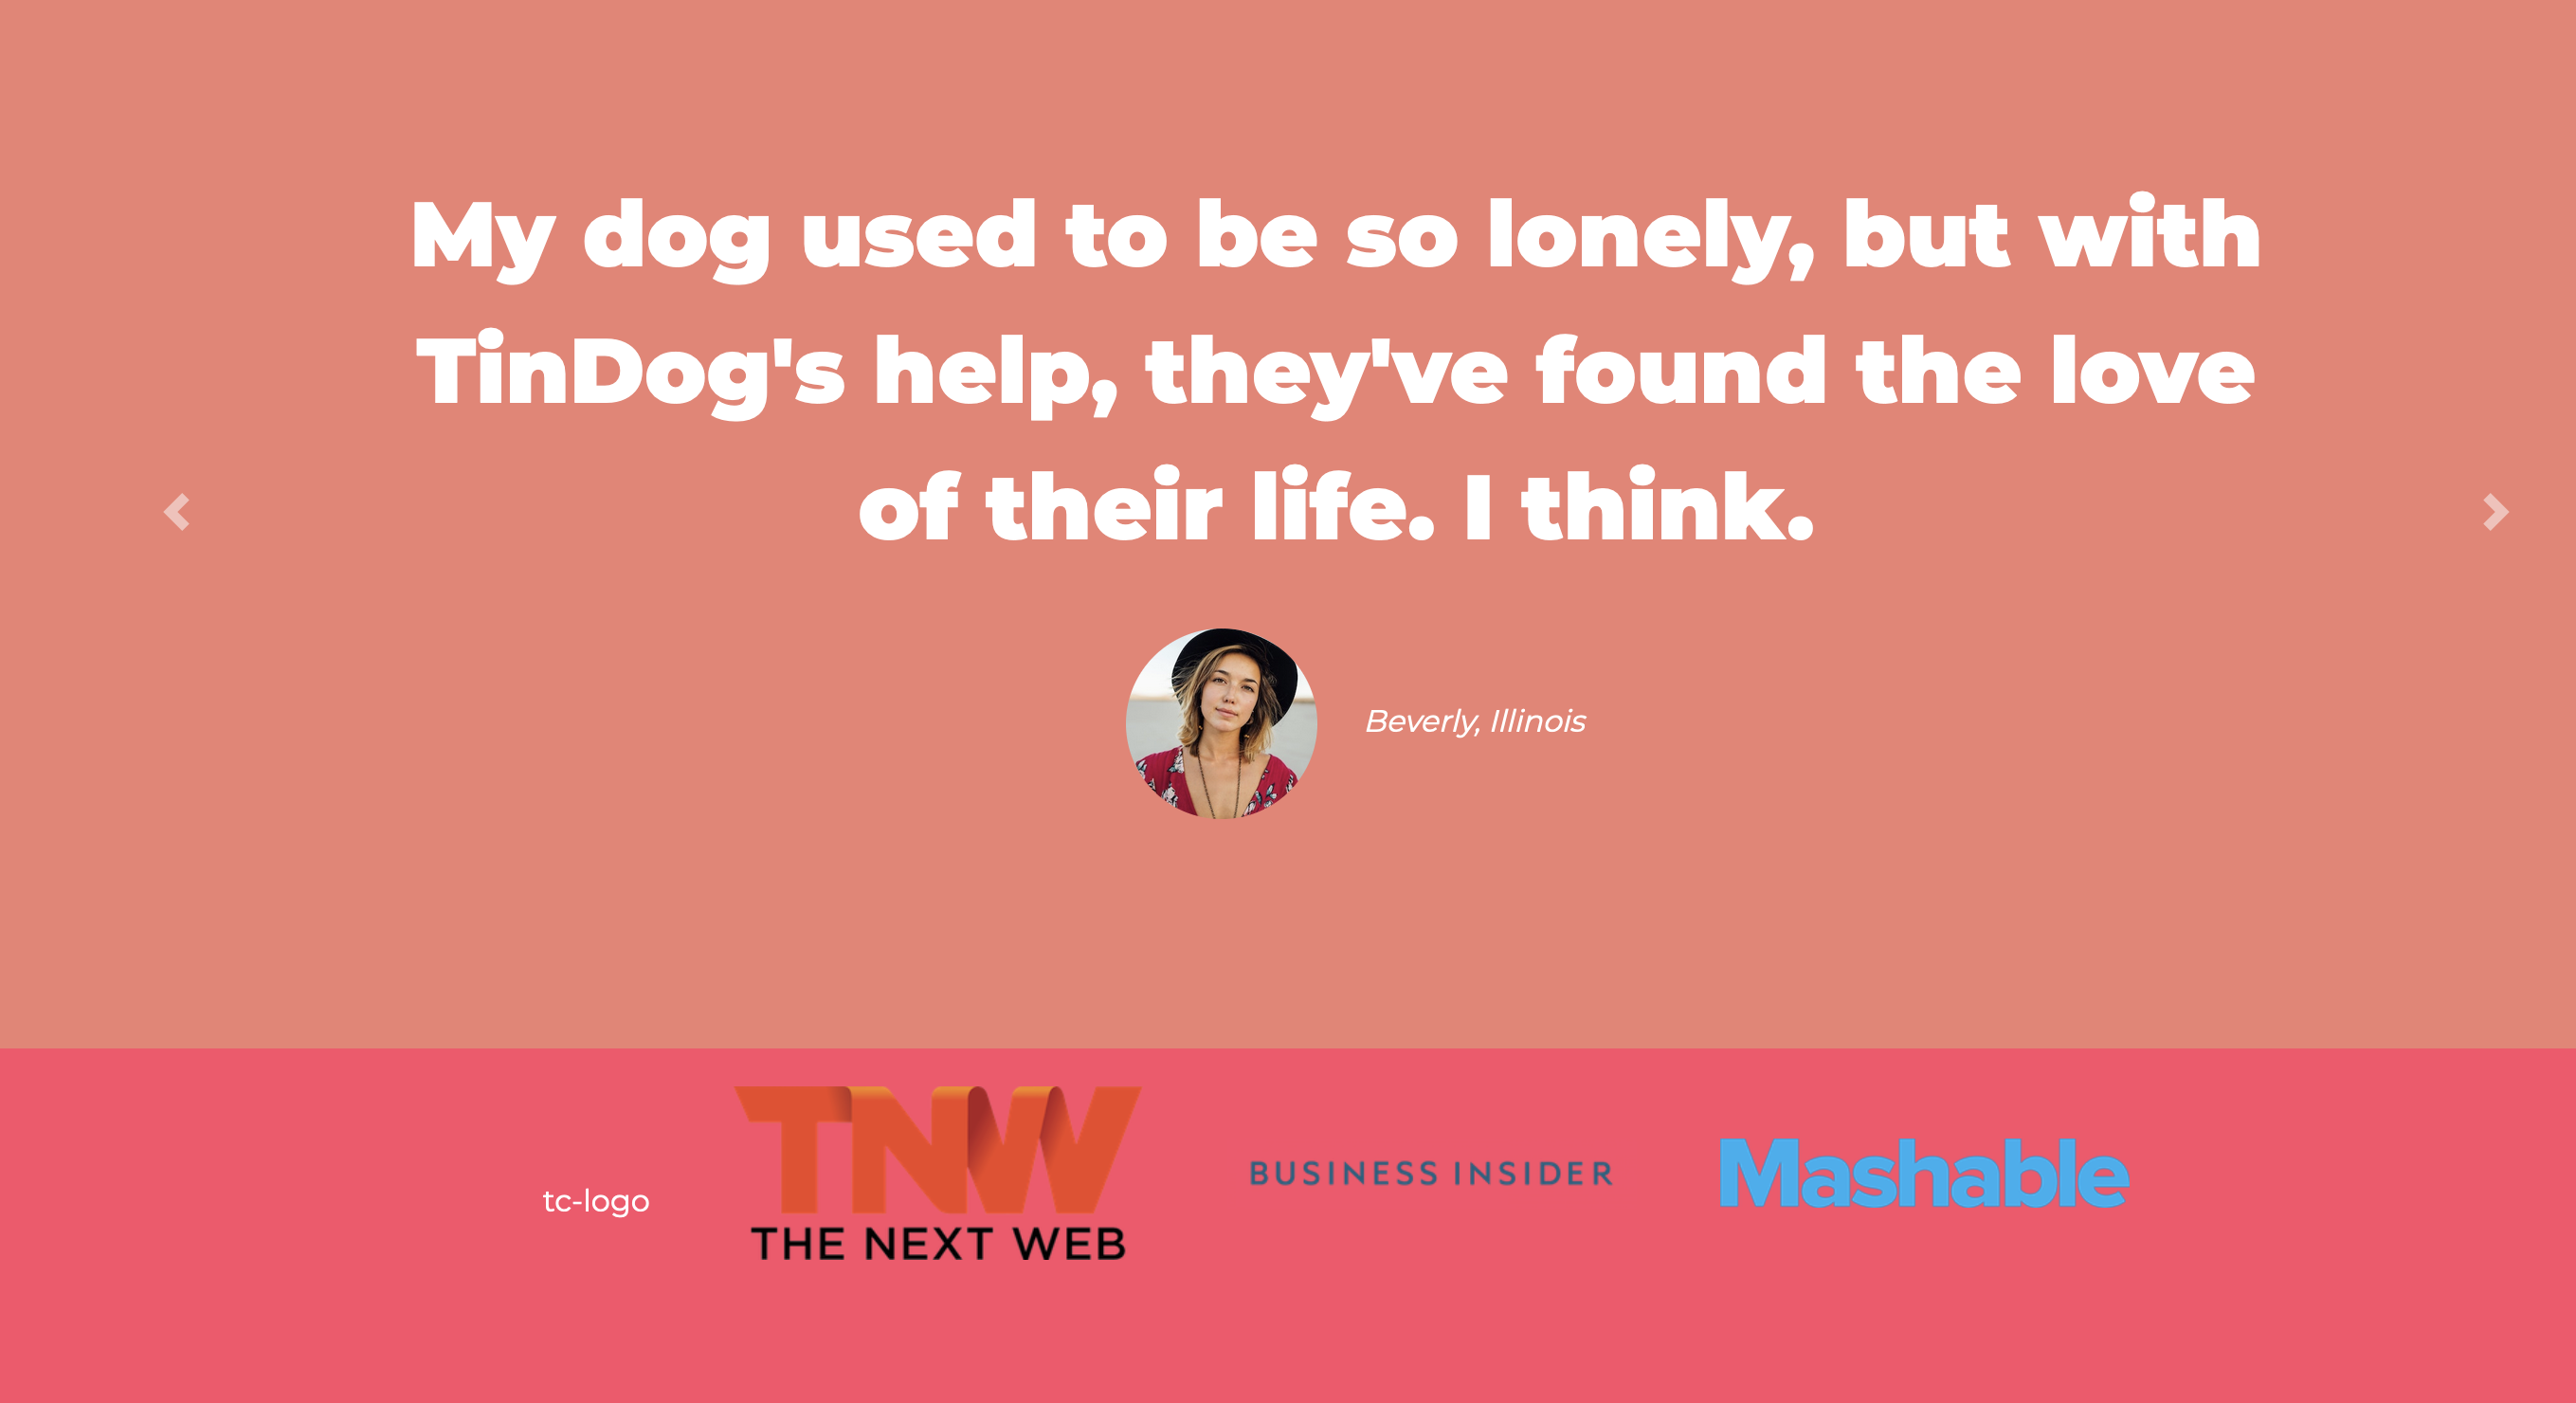 My dog used to be so lonely, but with
TinDog's help, they've found the love
of their life. I think.
Beverly, Illinois
tc-logo
TNW
THE NEXT WEB
BUSINESS INSIDER
Mashable